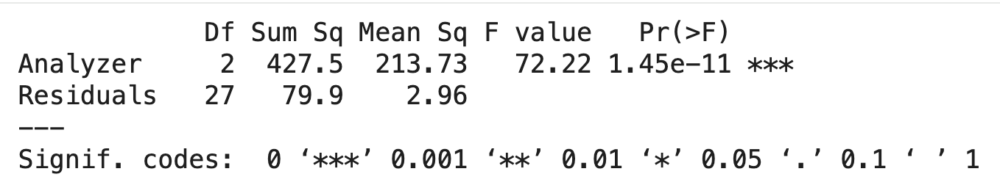 Df Sum Sq Mean Sq F value   Pr(>F)    
Analyzer     2  427.5  213.73   72.22 1.45e−11 ***
Residuals   27   79.9    2.96
−−−
Signif. codes:  0 ‘***’ 0.001 ‘**’ 0.01 ‘*’ 0.05 ‘.’ 0.1 ‘ ’ 1